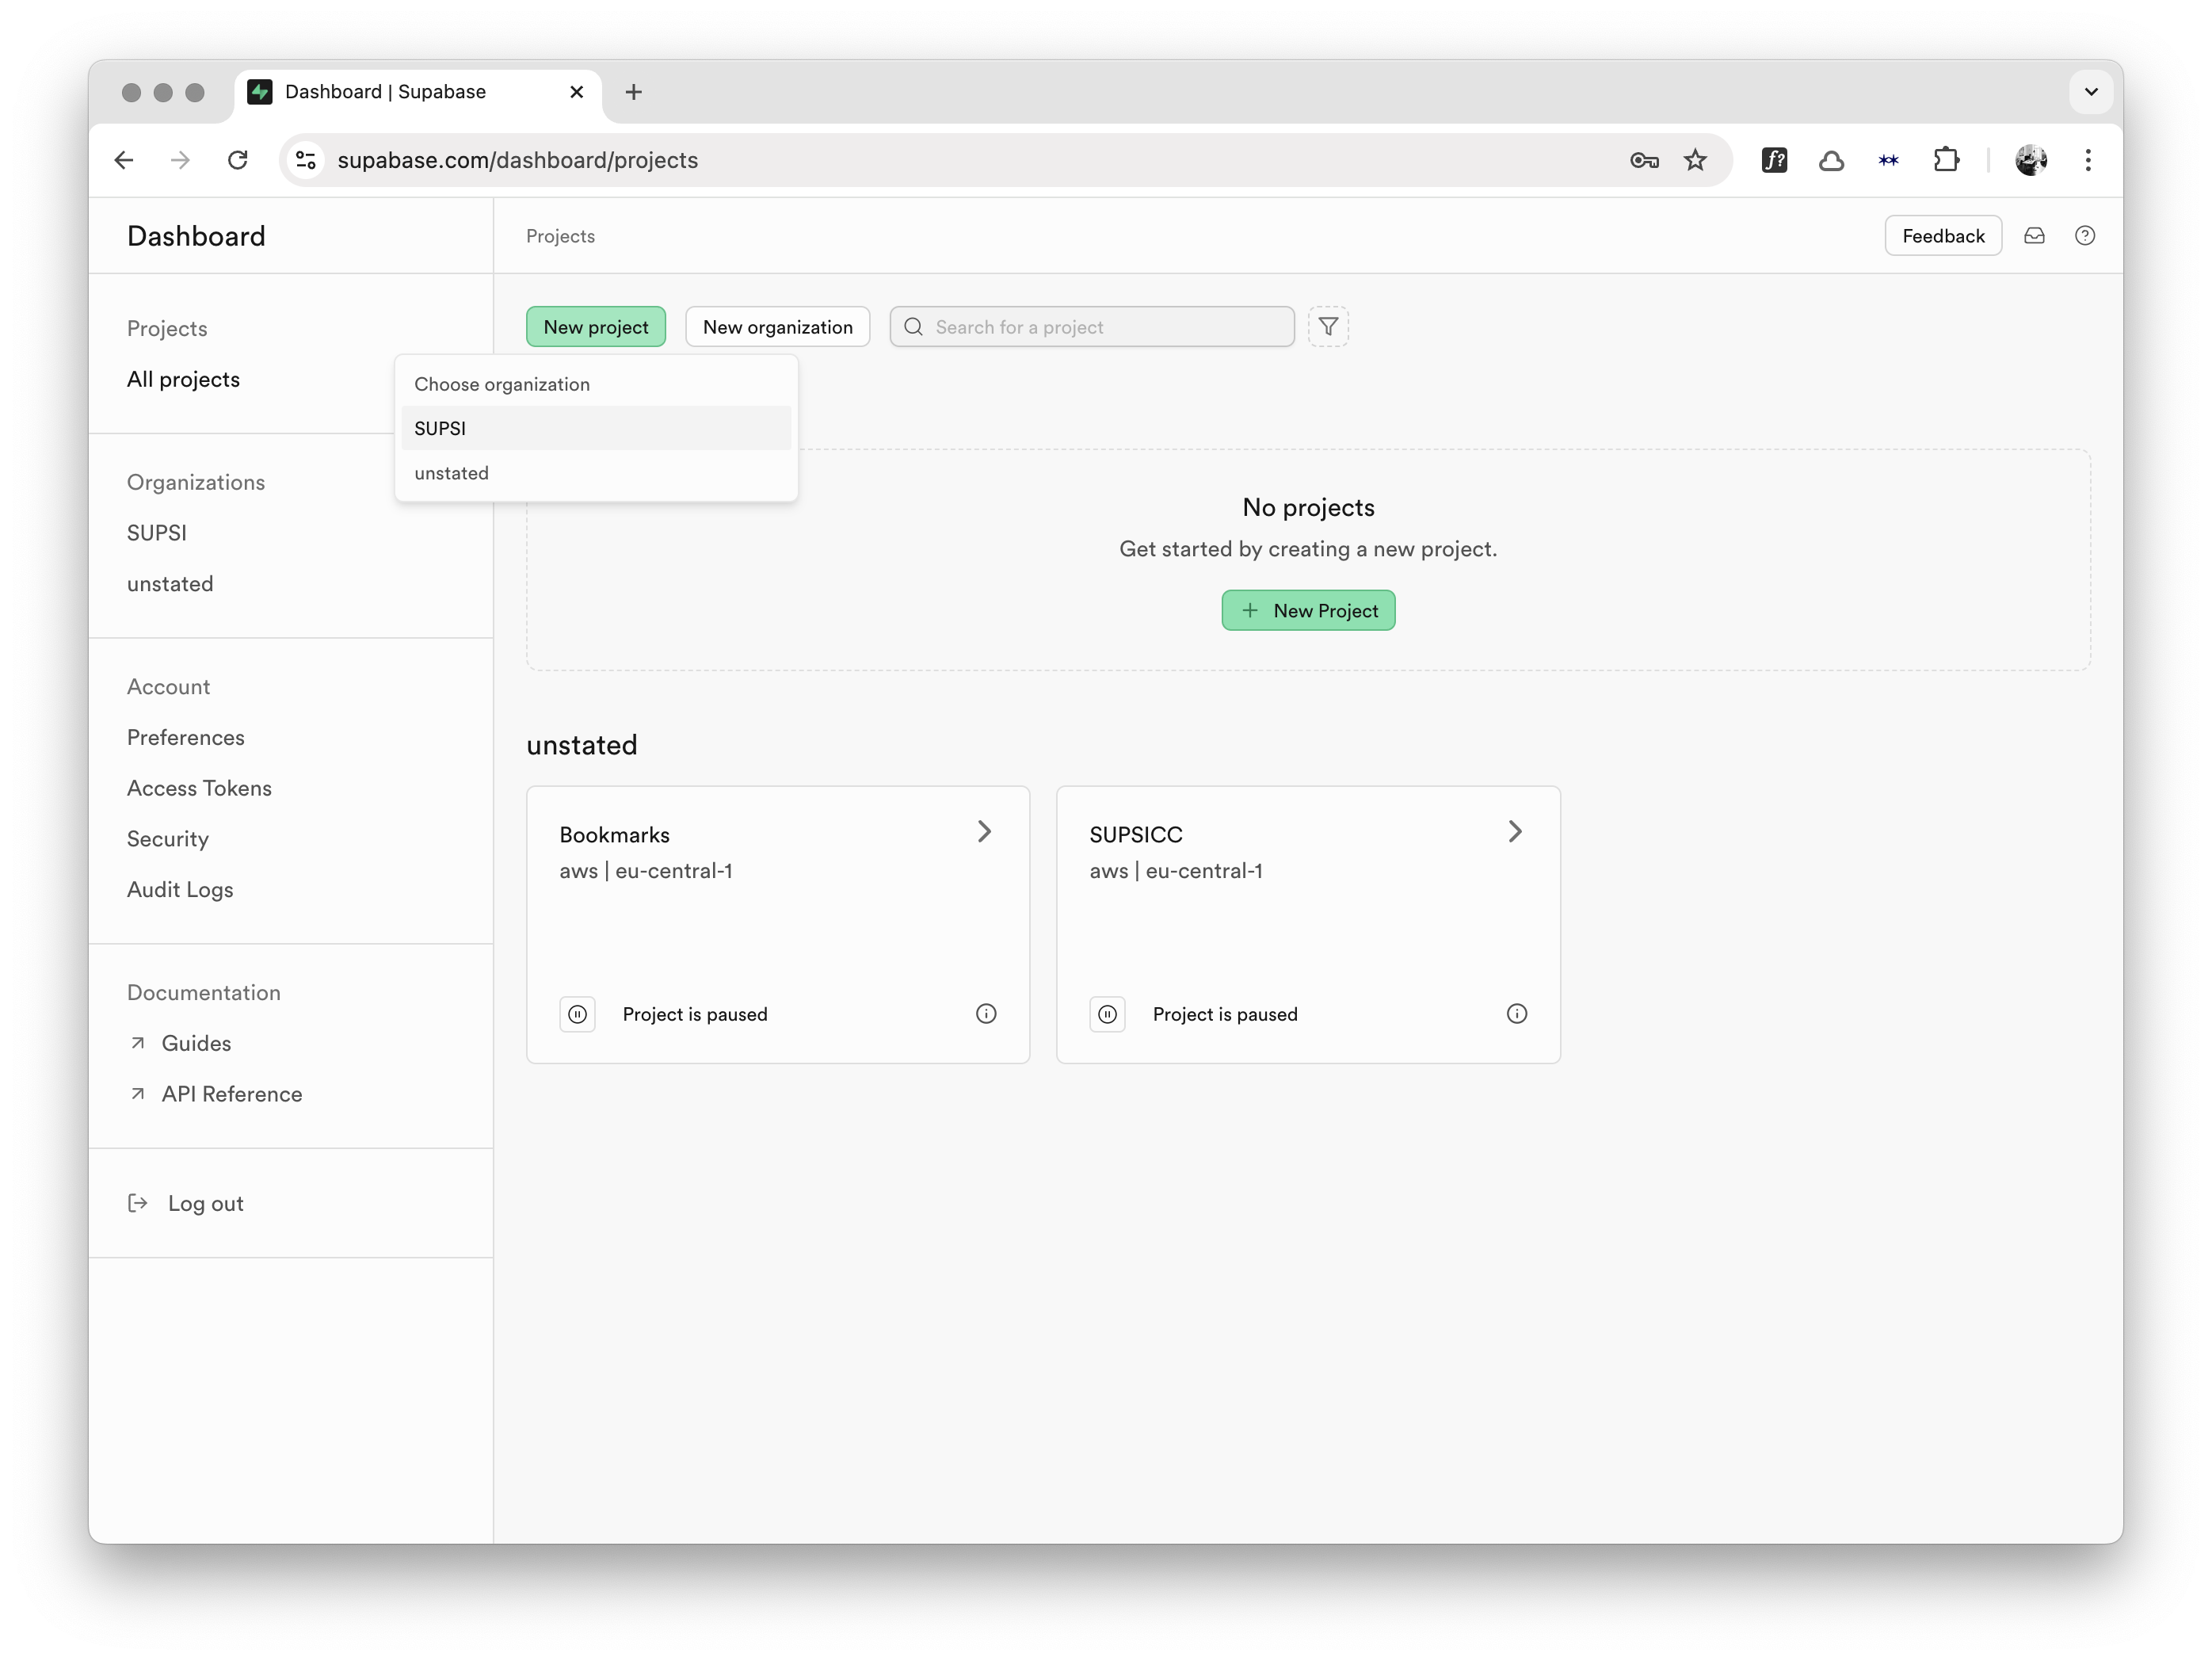 Dashboard | Supabase
supabase.com/dashboard/projects
f?
Dashboard
Projects
Feedback
Projects
All projects
Organizations
SUPSI
unstated
Account
Preferences
Access Tokens
Security
Audit Logs
Documentation
Guides
API Reference
Log out
New project
New organization
Search for a project
Choose organization
SUPSI
unstated
No projects
Get started by creating a new project.
New Project
unstated
Bookmarks
aws | eu-central-1
Project is paused
SUPSICC
aws | eu-central-1
Project is paused